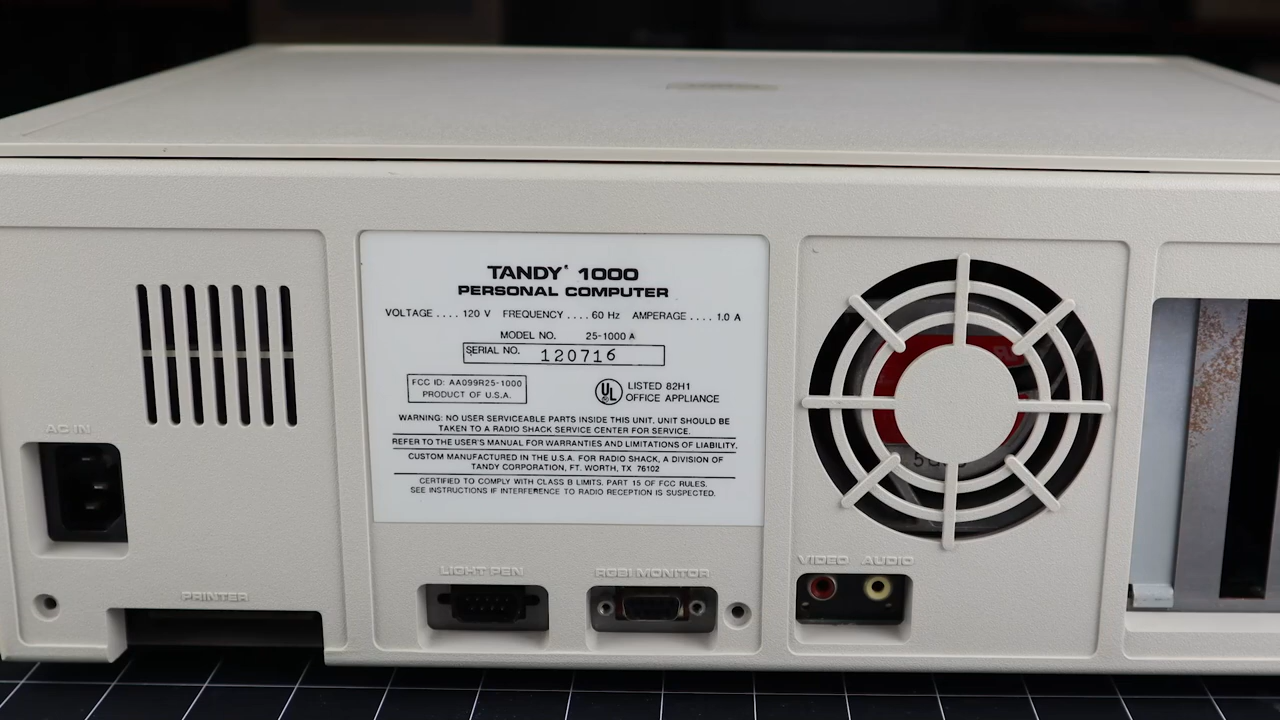 TANDY® 1000
PERSONAL COMPUTER
VOLTAGE .... 120 V FREQUENCY .... 60 Hz AMPERAGE .... 1.0 A
MODEL NO. 25-1000 A
SERIAL NO. 120716
FCC ID: AA099R25-1000
PRODUCT OF U.S.A.
UL
LISTED 82H1
OFFICE APPLIANCE
WARNING: NO USER SERVICEABLE PARTS INSIDE THIS UNIT, UNIT SHOULD BE
TAKEN TO A RADIO SHACK SERVICE CENTER FOR SERVICE.
REFER TO THE USER'S MANUAL FOR WARRANTIES AND LIMITATIONS OF LIABILITY.
CUSTOM MANUFACTURED IN THE U.S.A. FOR RADIO SHACK, A DIVISION OF
TANDY CORPORATION, FT. WORTH, TX 76102
CERTIFIED TO COMPLY WITH CLASS B LIMITS, PART 15 OF FCC RULES.
SEE INSTRUCTIONS IF INTERFERENCE TO RADIO RECEPTION IS SUSPECTED.
AC IN
PRINTER
LIGHT PEN
RGBI MONITOR
VIDEO
AUDIO